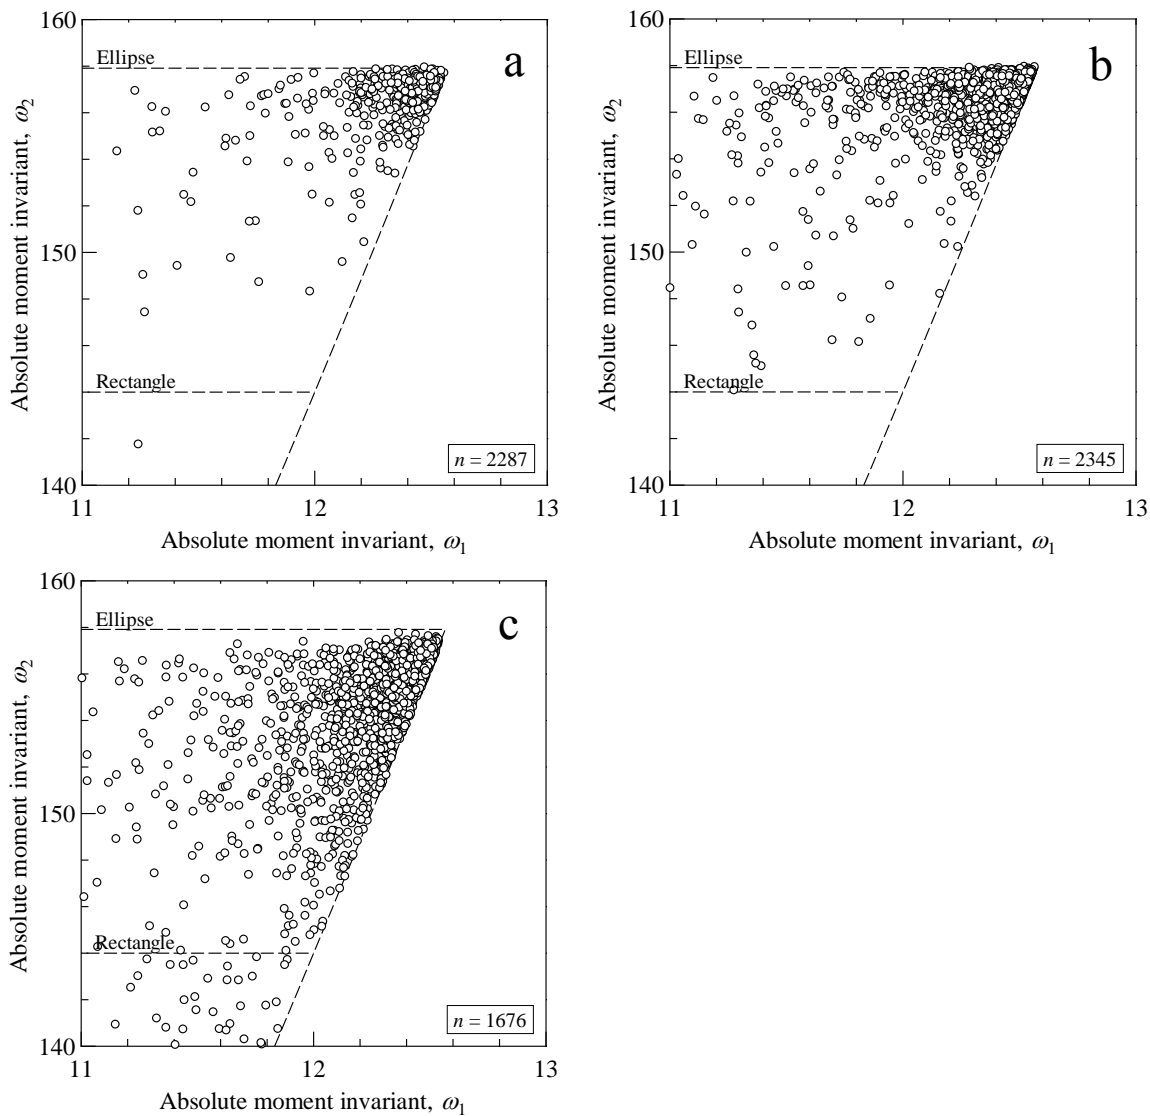 160
Ellipse
a
150
Rectangle
n = 2287
140
11
12
13
Absolute moment invariant, ω2
Absolute moment invariant, ω1
160
Ellipse
b
150
Rectangle
n = 2345
140
11
12
13
Absolute moment invariant, ω2
Absolute moment invariant, ω1
160
Ellipse
c
150
Rectangle
n = 1676
140
11
12
13
Absolute moment invariant, ω2
Absolute moment invariant, ω1